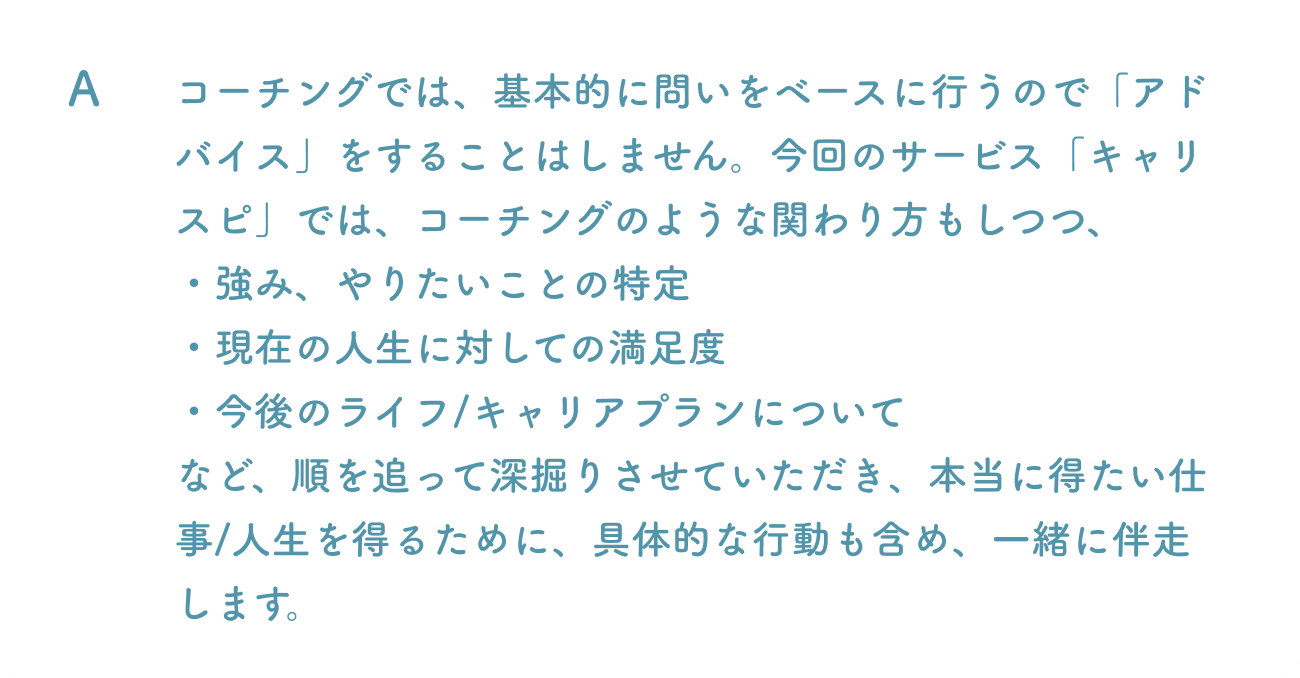 A
コーチングでは、基本的に問いをベースに行うので「アド
バイス」をすることはしません。今回のサービス「キャリ
スピ」では、コーチングのような関わり方もしつつ、
・強み、やりたいことの特定
・現在の人生に対しての満足度
・今後のライフ/キャリアプランについて
など、順を追って深掘りさせていただき、本当に得たい仕
事/人生を得るために、具体的な行動も含め、一緒に伴走
します。